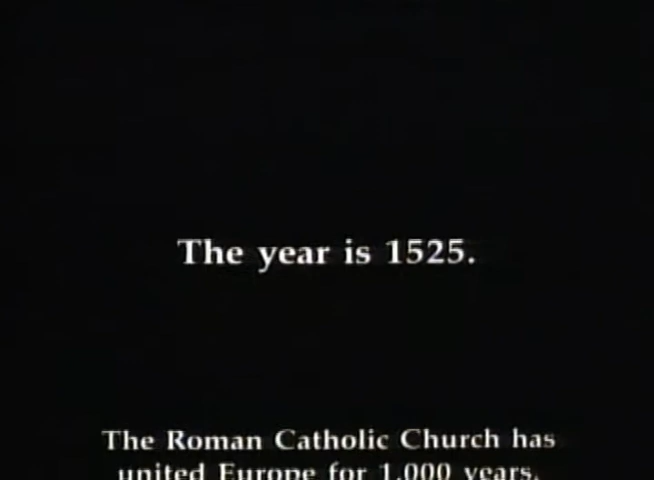 The year is 1525.
The Roman Catholic Church has
united Europe for 1,000 years.